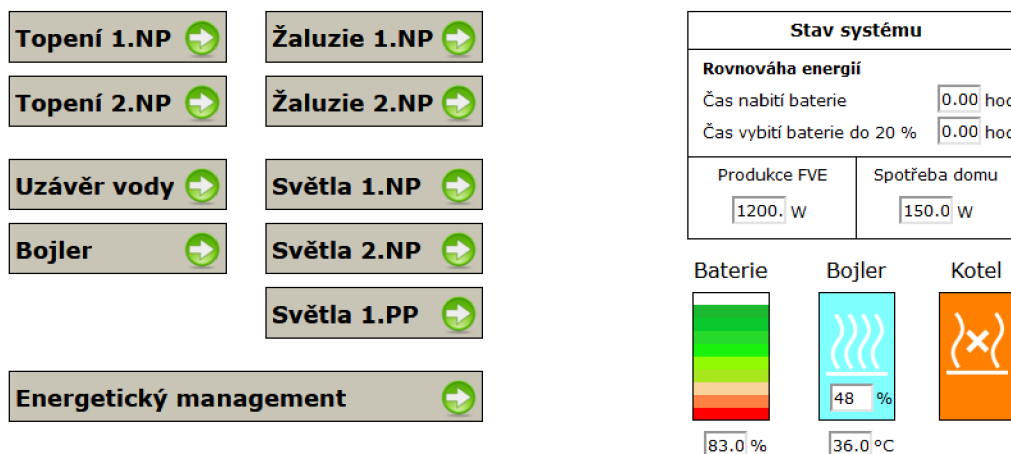 Topení 1.NP
Žaluzie 1.NP
Topení 2.NP
Žaluzie 2.NP
Uzávěr vody
Světla 1.NP
Bojler
Světla 2.NP
Světla 1.PP
Energetický management
Stav systému
Rovnováha energií
Čas nabití baterie 0.00 hod
Čas vybití baterie do 20 % 0.00 hod
Produkce FVE
Spotřeba domu
1200. W
150.0 W
Baterie
Bojler
Kotel
48 %
83.0 %
36.0 °C